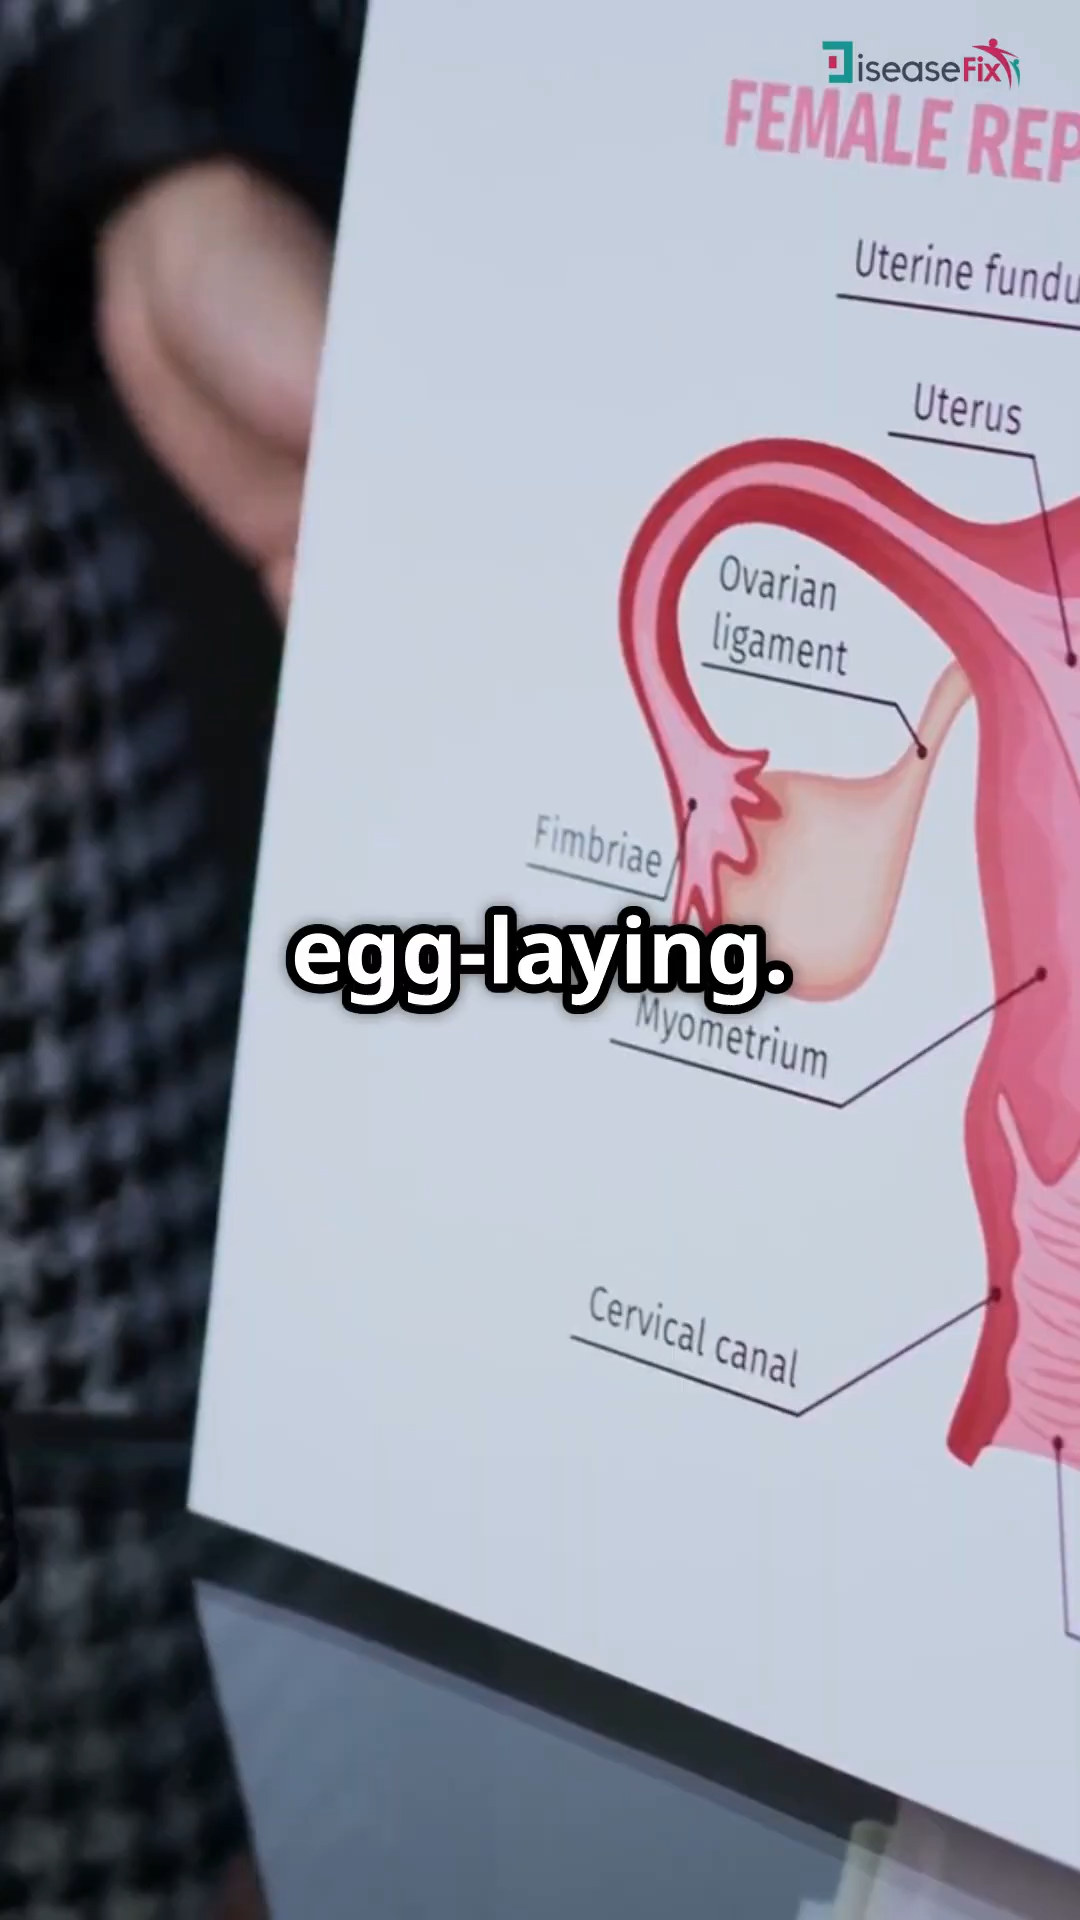 DiseaseFix
FEMALE REP
Uterine fundu
Uterus
Ovarian
ligament
Fimbriae
egg-laying.
Myometrium
Cervical canal